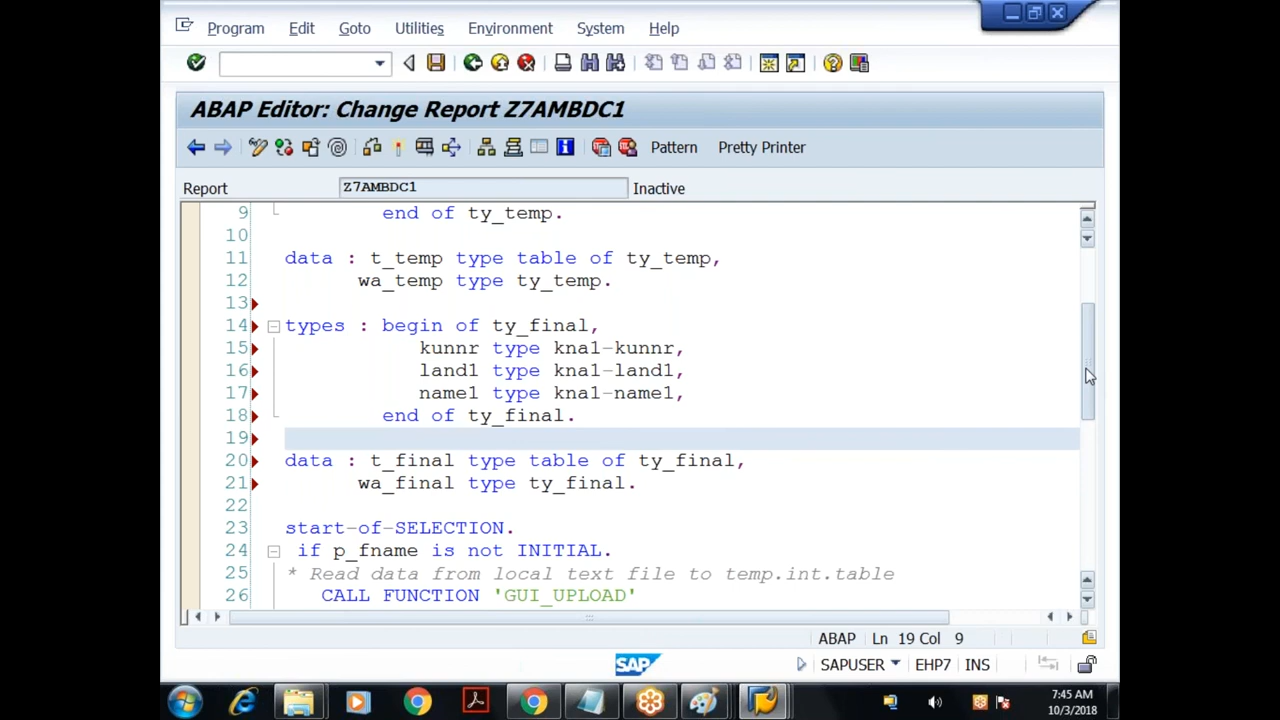 Program Edit Goto Utilities Environment System Help
ABAP Editor: Change Report Z7AMBDC1
Pattern Pretty Printer
Report Z7AMBDC1 Inactive
9 end of ty_temp.
10
11 data : t_temp type table of ty_temp,
12 wa_temp type ty_temp.
13
14 types : begin of ty_final,
15 kunnr type kna1-kunnr,
16 land1 type kna1-land1,
17 name1 type kna1-name1,
18 end of ty_final.
19
20 data : t_final type table of ty_final,
21 wa_final type ty_final.
22
23 start-of-SELECTION.
24 if p_fname is not INITIAL.
25 * Read data from local text file to temp.int.table
26 CALL FUNCTION 'GUI_UPLOAD'
ABAP Ln 19 Col 9
SAP SAPUSER EHP7 INS
7:45 AM
10/3/2018